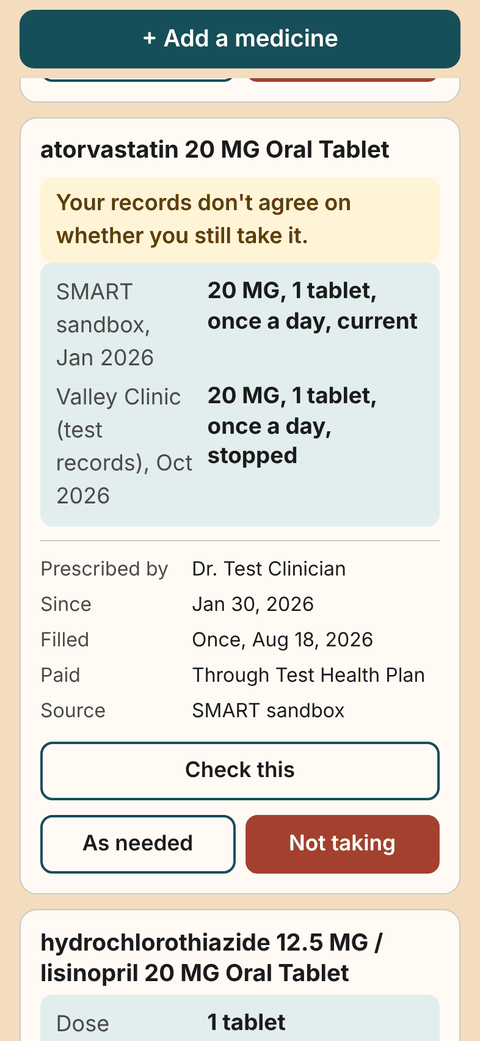 + Add a medicine
atorvastatin 20 MG Oral Tablet
Your records don't agree on
whether you still take it.
SMART
sandbox,
Jan 2026
20 MG, 1 tablet,
once a day, current
Valley Clinic
(test
records), Oct
2026
20 MG, 1 tablet,
once a day,
stopped
Prescribed by Dr. Test Clinician
Since Jan 30, 2026
Filled Once, Aug 18, 2026
Paid Through Test Health Plan
Source SMART sandbox
Check this
As needed Not taking
hydrochlorothiazide 12.5 MG /
lisinopril 20 MG Oral Tablet
Dose 1 tablet